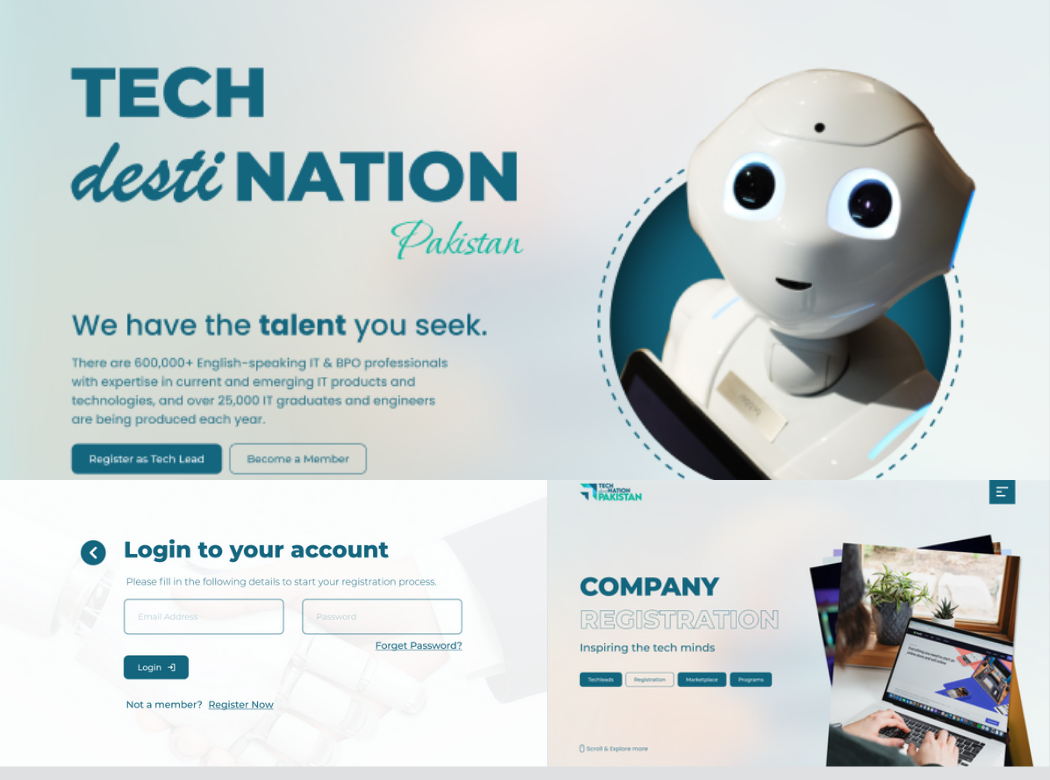 TECH
desti NATION
Pakistan
We have the talent you seek.
There are 600,000+ English-speaking IT & BPO professionals
with expertise in current and emerging IT products and
technologies, and over 25,000 IT graduates and engineers
are being produced each year.
Register as Tech Lead
Become a Member
Login to your account
Please fill in the following details to start your registration process.
Email Address
Password
Forget Password?
Login
Not a member? Register Now
TECH
destiNATION
PAKISTAN
COMPANY
REGISTRATION
Inspiring the tech minds
Techleads
Registration
Marketplace
Programs
Scroll & Explore more